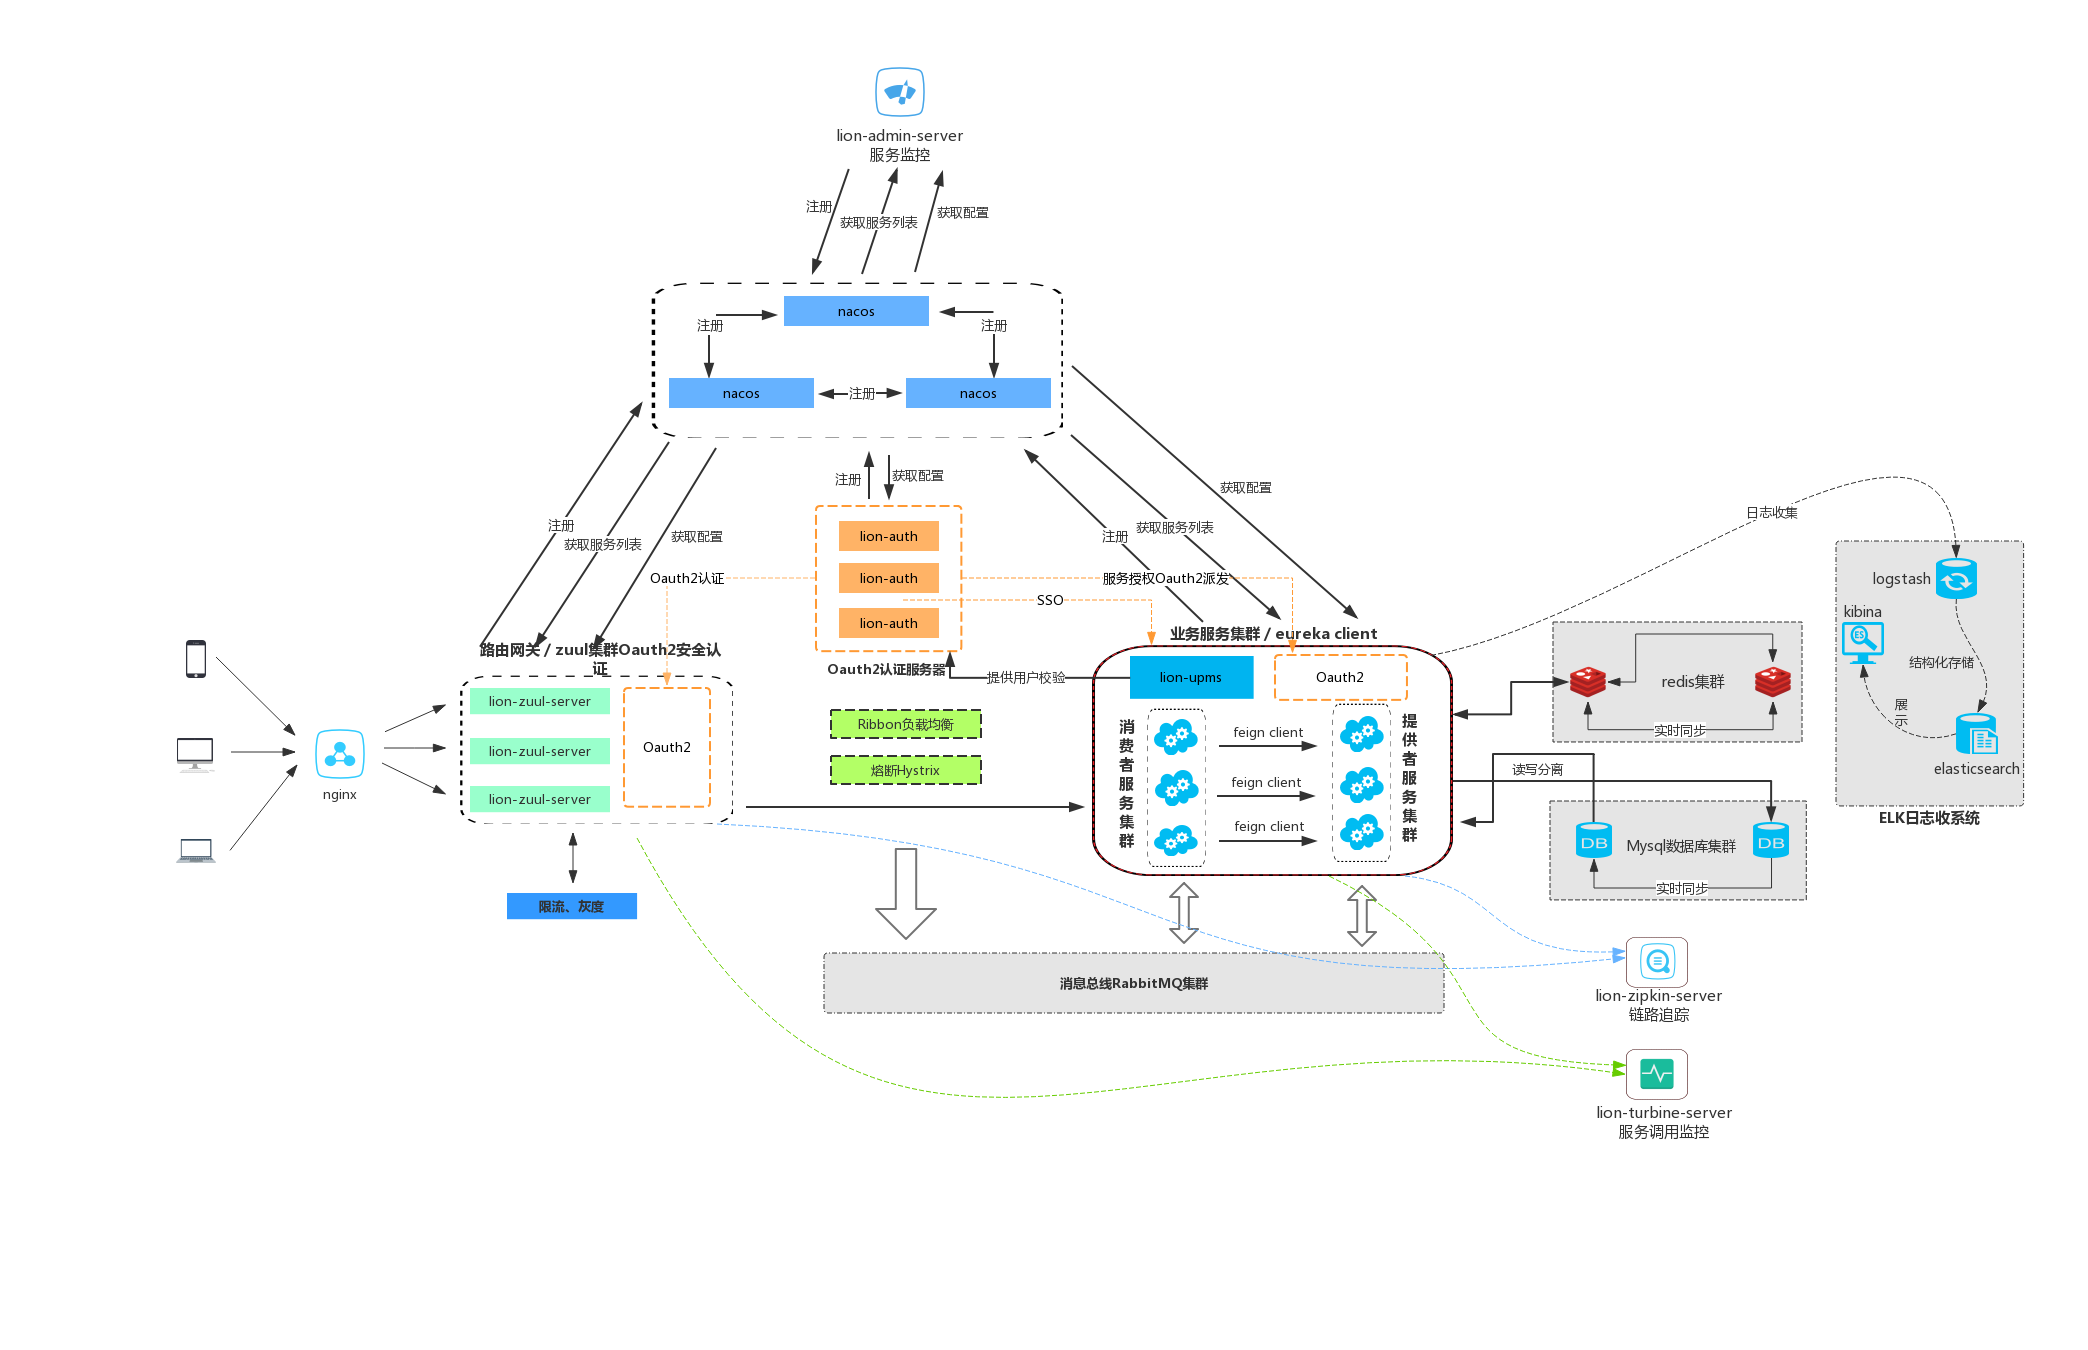 lion-admin-server
服务监控
注册
获取服务列表
获取配置
nacos
注册
注册
nacos
注册
nacos
注册
获取服务列表
获取配置
注册
获取配置
获取配置
获取服务列表
注册
lion-auth
lion-auth
lion-auth
Oauth2认证
服务授权Oauth2派发
SSO
Oauth2认证服务器
提供用户校验
路由网关 / zuul集群Oauth2安全认
证
lion-zuul-server
lion-zuul-server
lion-zuul-server
Oauth2
nginx
限流、灰度
Ribbon负载均衡
熔断Hystrix
业务服务集群 / eureka client
lion-upms
Oauth2
消费者服务集群
feign client
feign client
feign client
提供者服务集群
消息总线RabbitMQ集群
日志收集
logstash
kibina
结构化存储
展示
elasticsearch
ELK日志收系统
redis集群
实时同步
读写分离
DB
Mysql数据库集群
DB
实时同步
lion-zipkin-server
链路追踪
lion-turbine-server
服务调用监控
ES